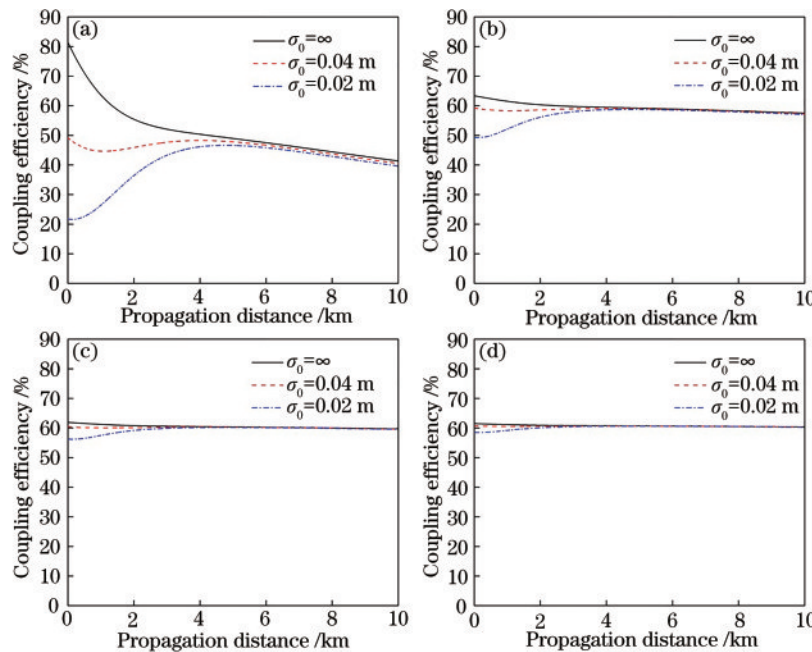 (a)
σ₀=∞
σ₀=0.04 m
σ₀=0.02 m
Coupling efficiency /%
90
80
70
60
50
40
30
20
10
0
0 2 4 6 8 10
Propagation distance /km
(b)
σ₀=∞
σ₀=0.04 m
σ₀=0.02 m
Coupling efficiency /%
90
80
70
60
50
40
30
20
10
0
0 2 4 6 8 10
Propagation distance /km
(c)
σ₀=∞
σ₀=0.04 m
σ₀=0.02 m
Coupling efficiency /%
90
80
70
60
50
40
30
20
10
0
0 2 4 6 8 10
Propagation distance /km
(d)
σ₀=∞
σ₀=0.04 m
σ₀=0.02 m
Coupling efficiency /%
90
80
70
60
50
40
30
20
10
0
0 2 4 6 8 10
Propagation distance /km